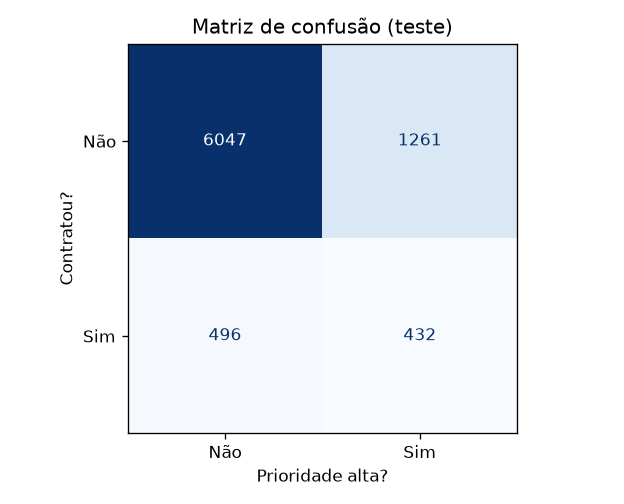 Matriz de confusão (teste)
Contratou?
Não
6047
1261
Sim
496
432
Não
Sim
Prioridade alta?